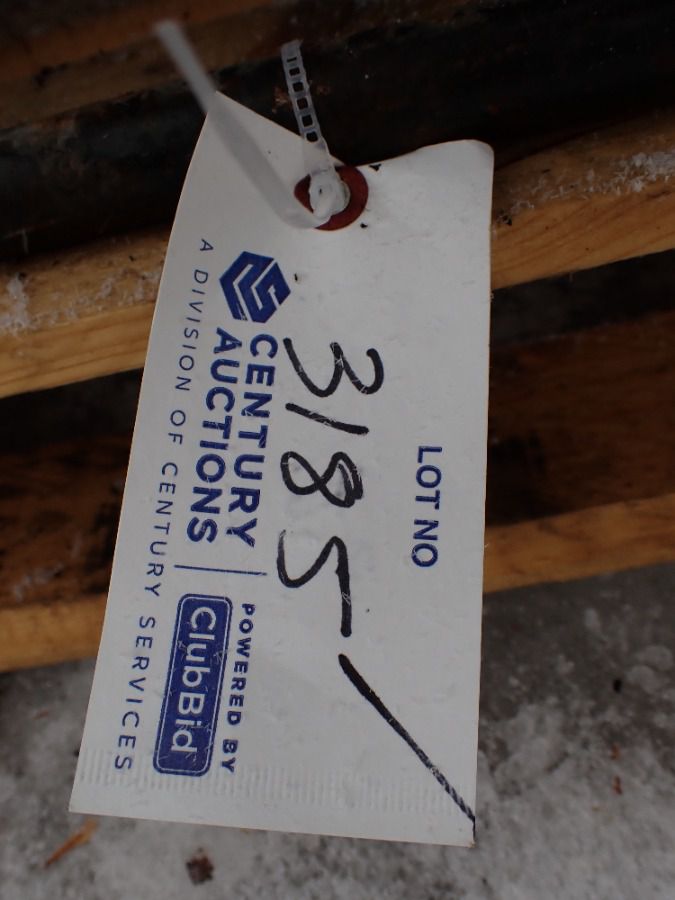 LOT NO
3185
CENTURY
AUCTIONS
A DIVISION OF CENTURY SERVICES
POWERED BY
ClubBid